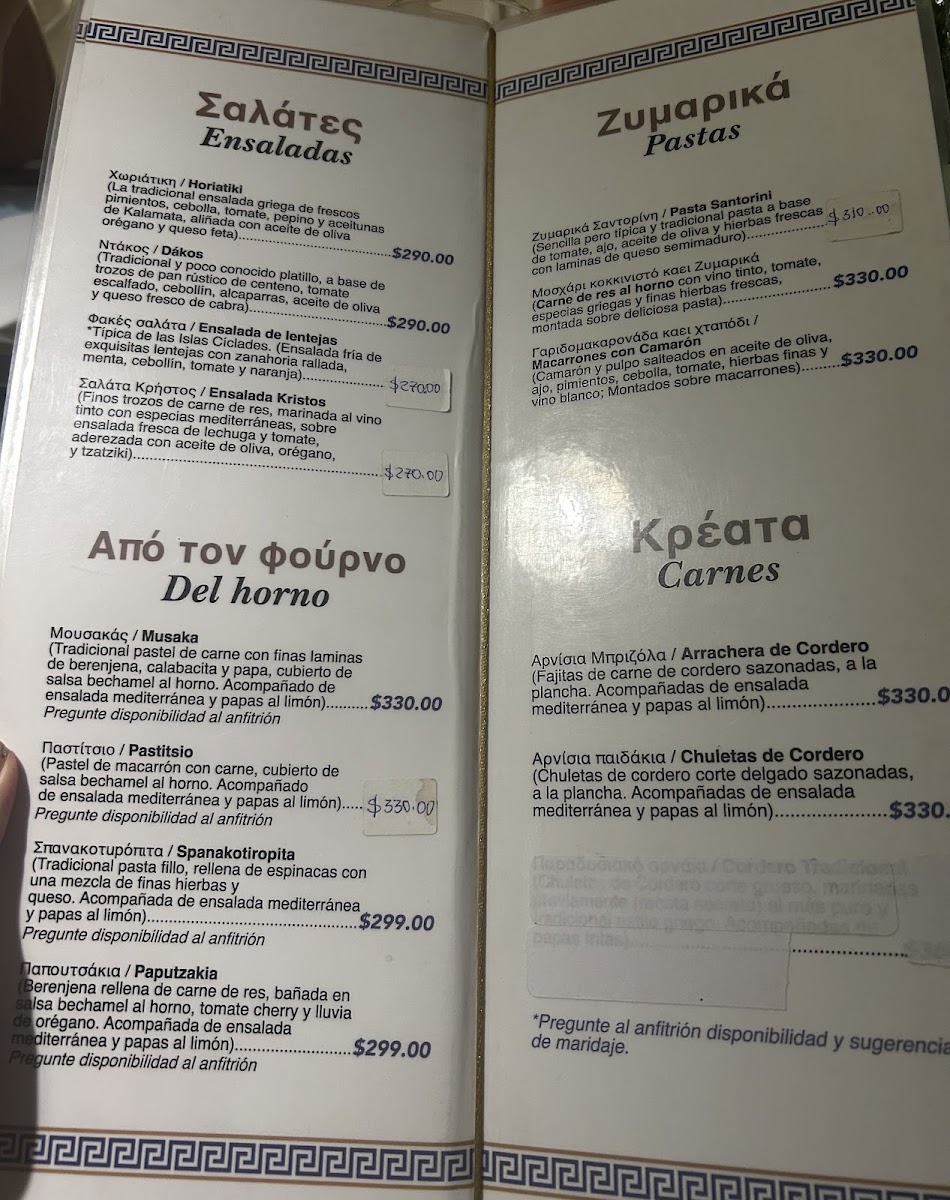 Σαλάτες
Ensaladas
Χωριάτικη / Horiatiki
(La tradicional ensalada griega de frescos
pimientos, cebolla, tomate, pepino y aceitunas
de Kalamata, aliñada con aceite de oliva
orégano y queso feta)..........................$290.00
Ντάκος / Dákos
(Tradicional y poco conocido platillo, a base de
trozos de pan rústico de centeno, tomate
escalfado, cebollín, alcaparras, aceite de oliva
y queso fresco de cabra)..........................$290.00
Φακές σαλάτα / Ensalada de lentejas
*Típica de las Islas Cíclades. (Ensalada fría de
exquisitas lentejas con zanahoria rallada,
menta, cebollín, tomate y naranja)................ $270.00
Σαλάτα Κρήστος / Ensalada Kristos
(Finos trozos de carne de res, marinada al vino
tinto con especias mediterráneas, sobre
ensalada fresca de lechuga y tomate,
aderezada con aceite de oliva, orégano,
y tzatziki)..................................................$270.00
Από τον φούρνο
Del horno
Μουσακάς / Musaka
(Tradicional pastel de carne con finas laminas
de berenjena, calabacita y papa, cubierto de
salsa bechamel al horno. Acompañado de
ensalada mediterránea y papas al limón)..........$330.00
Pregunte disponibilidad al anfitrión
Παστίτσιο / Pastitsio
(Pastel de macarrón con carne, cubierto de
salsa bechamel al horno. Acompañado
de ensalada mediterránea y papas al limón)..... $330.00
Pregunte disponibilidad al anfitrión
Σπανακοτυρόπιτα / Spanakotiropita
(Tradicional pasta fillo, rellena de espinacas con
una mezcla de finas hierbas y
queso. Acompañada de ensalada mediterránea
y papas al limón)...................................$299.00
Pregunte disponibilidad al anfitrión
Παπουτσάκια / Paputzakia
(Berenjena rellena de carne de res, bañada en
salsa bechamel al horno, tomate cherry y lluvia
de orégano. Acompañada de ensalada
mediterránea y papas al limón)....................$299.00
Pregunte disponibilidad al anfitrión
Ζυμαρικά
Pastas
Ζυμαρικά Σαντορίνη / Pasta Santorini
(Sencilla pero típica y tradicional pasta a base
de tomate, ajo, aceite de oliva y hierbas frescas
con laminas de queso semimaduro).............. $310.00
Μοσχάρι κοκκινιστό καει Ζυμαρικά
(Carne de res al horno con vino tinto, tomate,
especias griegas y finas hierbas frescas,
montada sobre deliciosa pasta)....................$330.00
Γαριδομακαρονάδα καει χταπόδι /
Macarrones con Camarón
(Camarón y pulpo salteados en aceite de oliva,
ajo, pimientos, cebolla, tomate, hierbas finas y
vino blanco; Montados sobre macarrones)........$330.00
Κρέατα
Carnes
Αρνίσια Μπριζόλα / Arrachera de Cordero
(Fajitas de carne de cordero sazonadas, a la
plancha. Acompañadas de ensalada
mediterránea y papas al limón)....................$330.0
Αρνίσια παιδάκια / Chuletas de Cordero
(Chuletas de cordero corte delgado sazonadas,
a la plancha. Acompañadas de ensalada
mediterránea y papas al limón)....................$330.
/ Cordero Tradicional
(Chuletas de Cordero corte grueso, marinadas
*Pregunte al anfitrión disponibilidad y sugerencia
de maridaje.